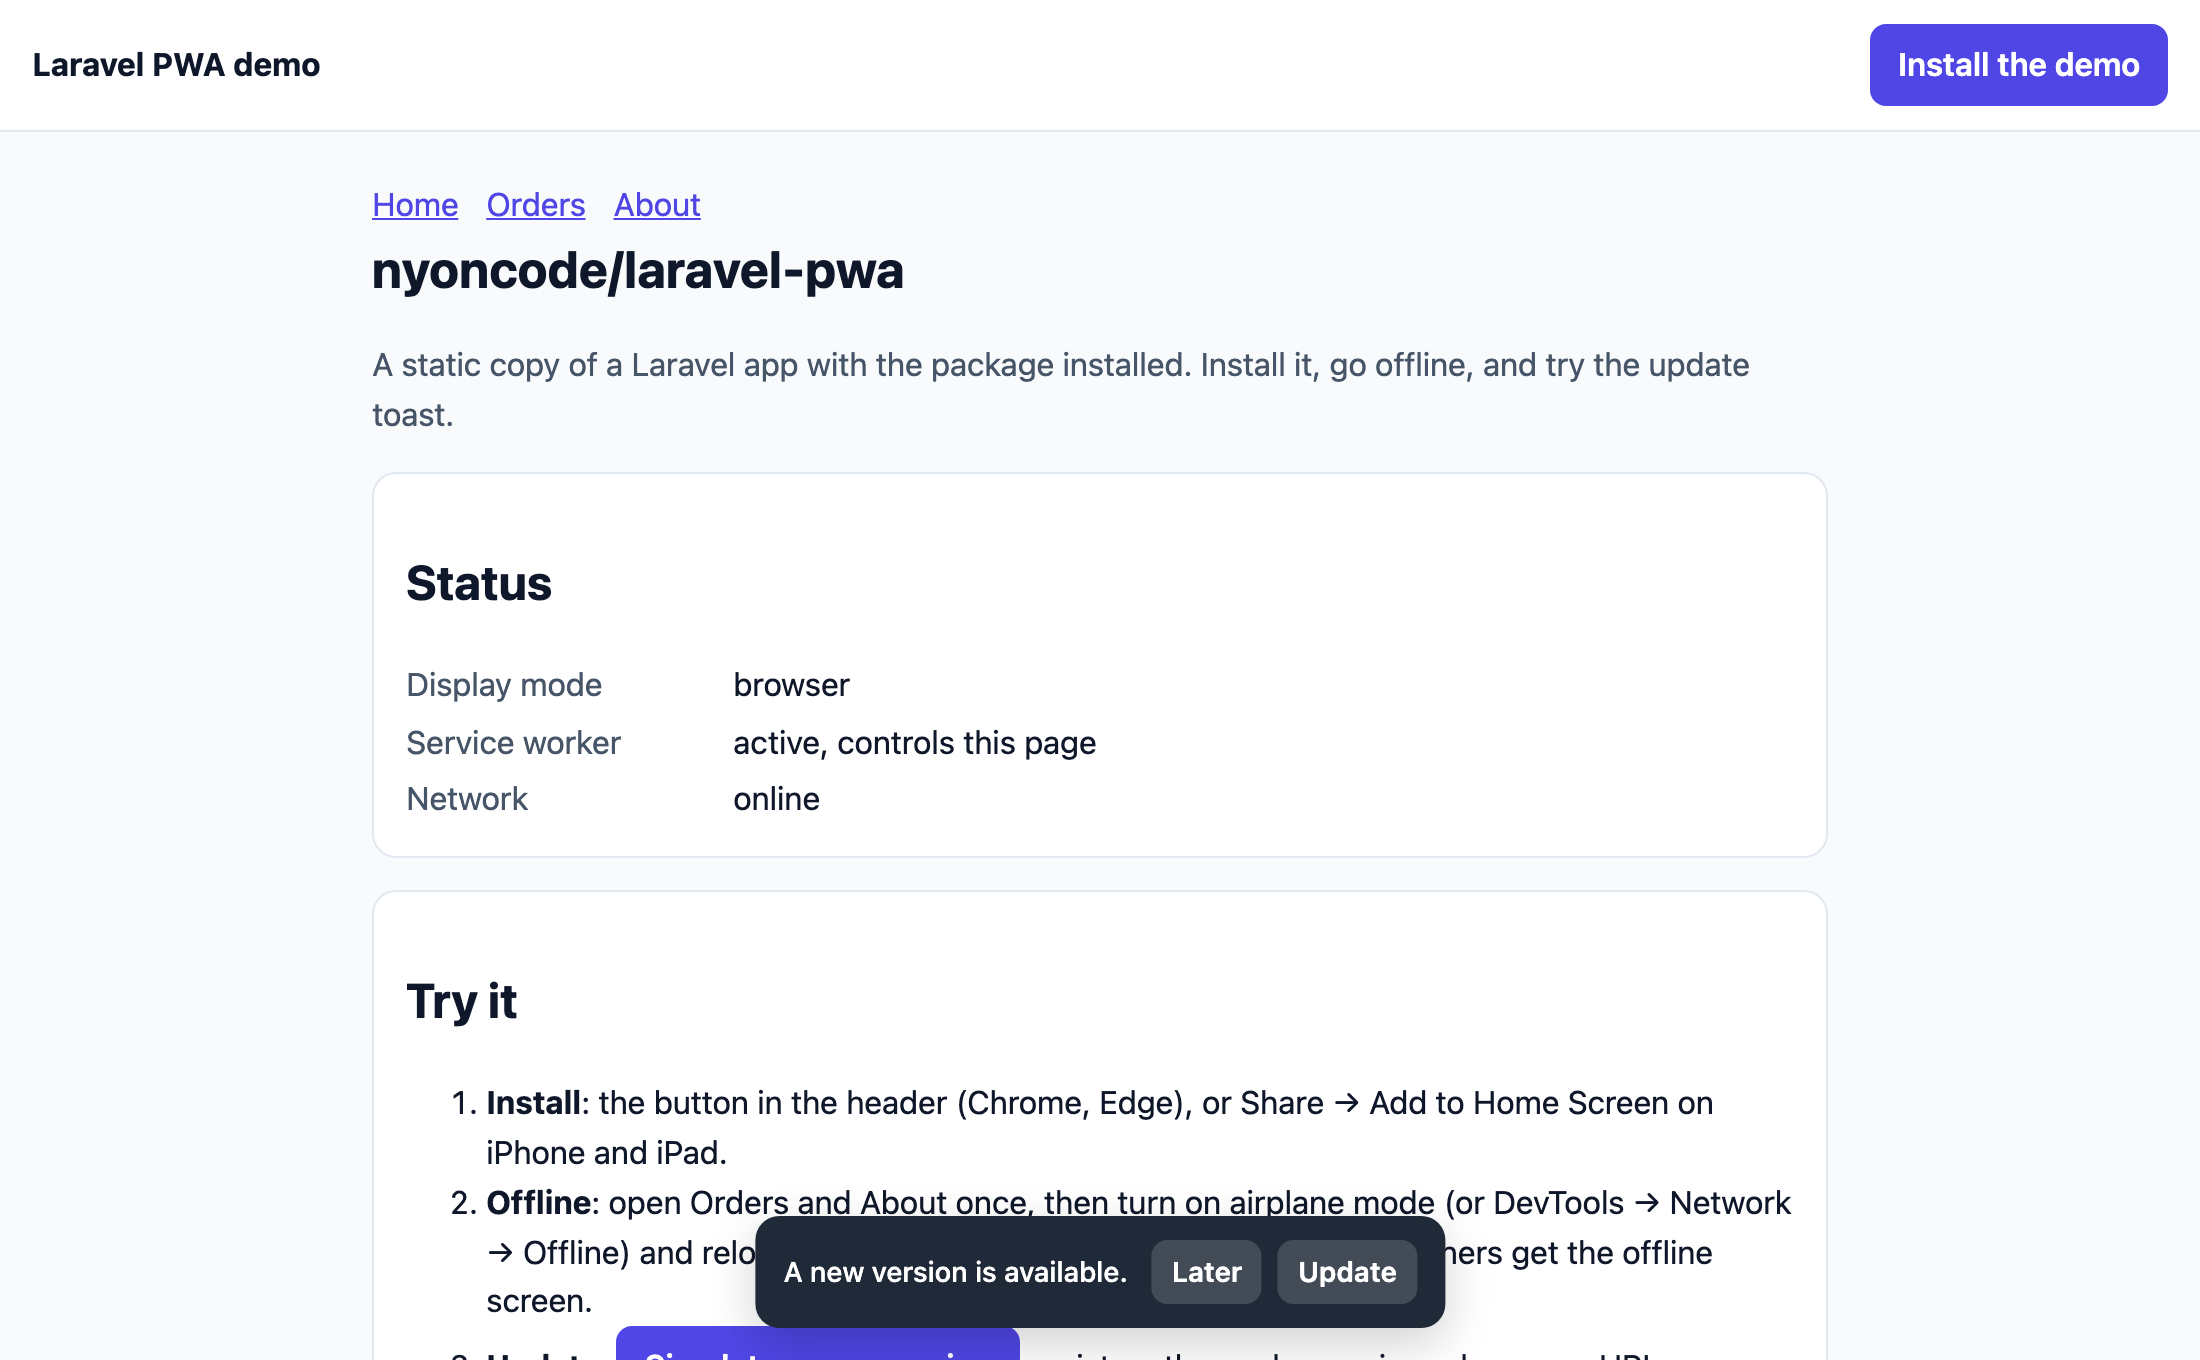 Laravel PWA demo
Install the demo
Home Orders About
nyoncode/laravel-pwa
A static copy of a Laravel app with the package installed. Install it, go offline, and try the update
toast.
Status
Display mode browser
Service worker active, controls this page
Network online
Try it
1. Install: the button in the header (Chrome, Edge), or Share → Add to Home Screen on
iPhone and iPad.
2. Offline: open Orders and About once, then turn on airplane mode (or DevTools → Network
→ Offline) and relo
ners get the offline
screen.
A new version is available. Later Update